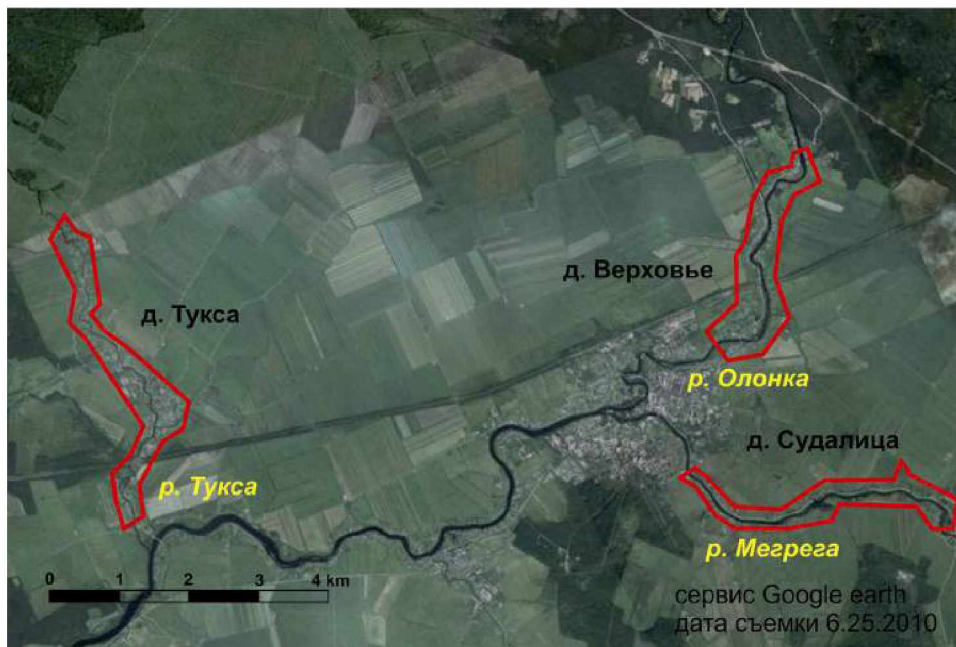 д. Верховье
д. Тукса
р. Олонка
д. Судалица
р. Тукса
р. Мегрега
0 1 2 3 4 km
сервис Google earth
дата съемки 6.25.2010